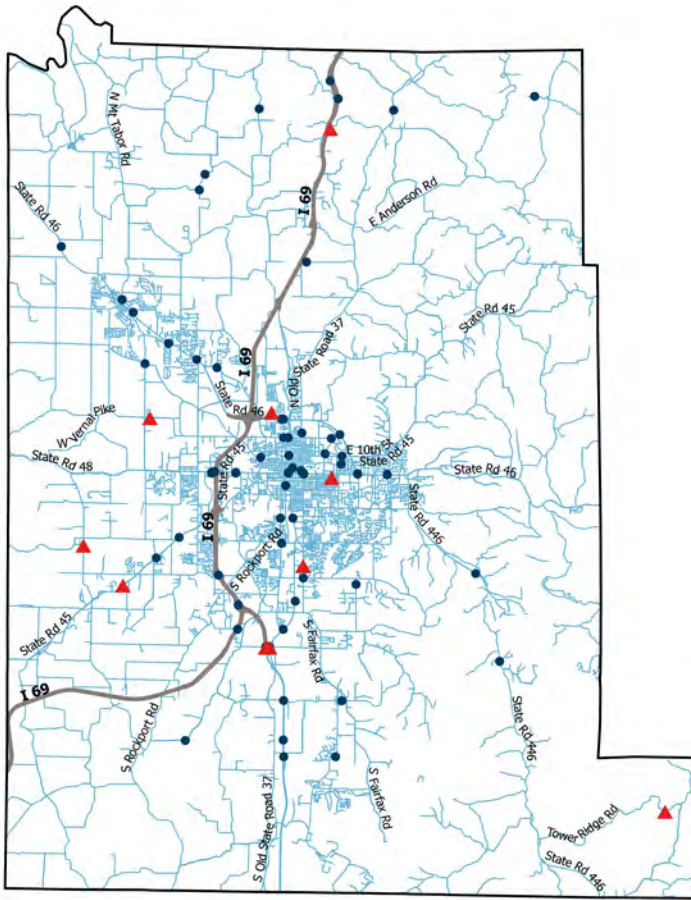 N Mt Tabor Rd
State Rd 46
I 69
E Anderson Rd
State Rd 45
Old N
State Road 37
I 69
State
Rd 46
W Vernal Pike
E 10th St
State Rd 45
State Rd 48
State Rd 45
State Rd 46
State Rd 446
I 69
S Rockport Rd
State Rd 45
S Fairfax Rd
I 69
S Rockport Rd
State Rd 446
S Old State Road 37
S Fairfax Rd
Tower Ridge Rd
State Rd 446